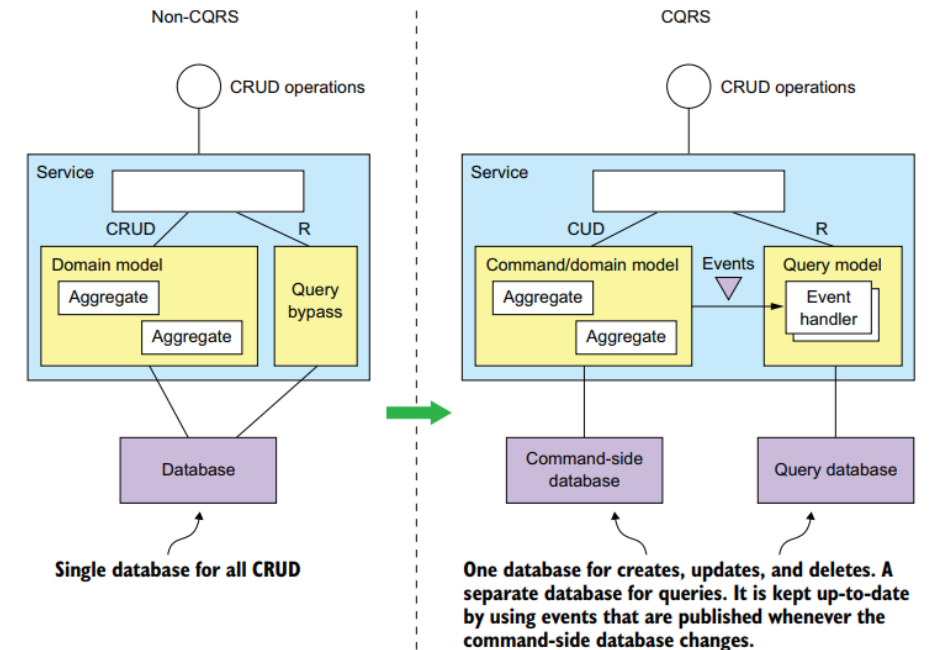 Non-CQRS
CRUD operations
Service
CRUD
R
Domain model
Aggregate
Aggregate
Query
bypass
Database
Single database for all CRUD
CQRS
CRUD operations
Service
CUD
R
Command/domain model
Aggregate
Aggregate
Events
Query model
Event
handler
Command-side
database
Query database
One database for creates, updates, and deletes. A
separate database for queries. It is kept up-to-date
by using events that are published whenever the
command-side database changes.